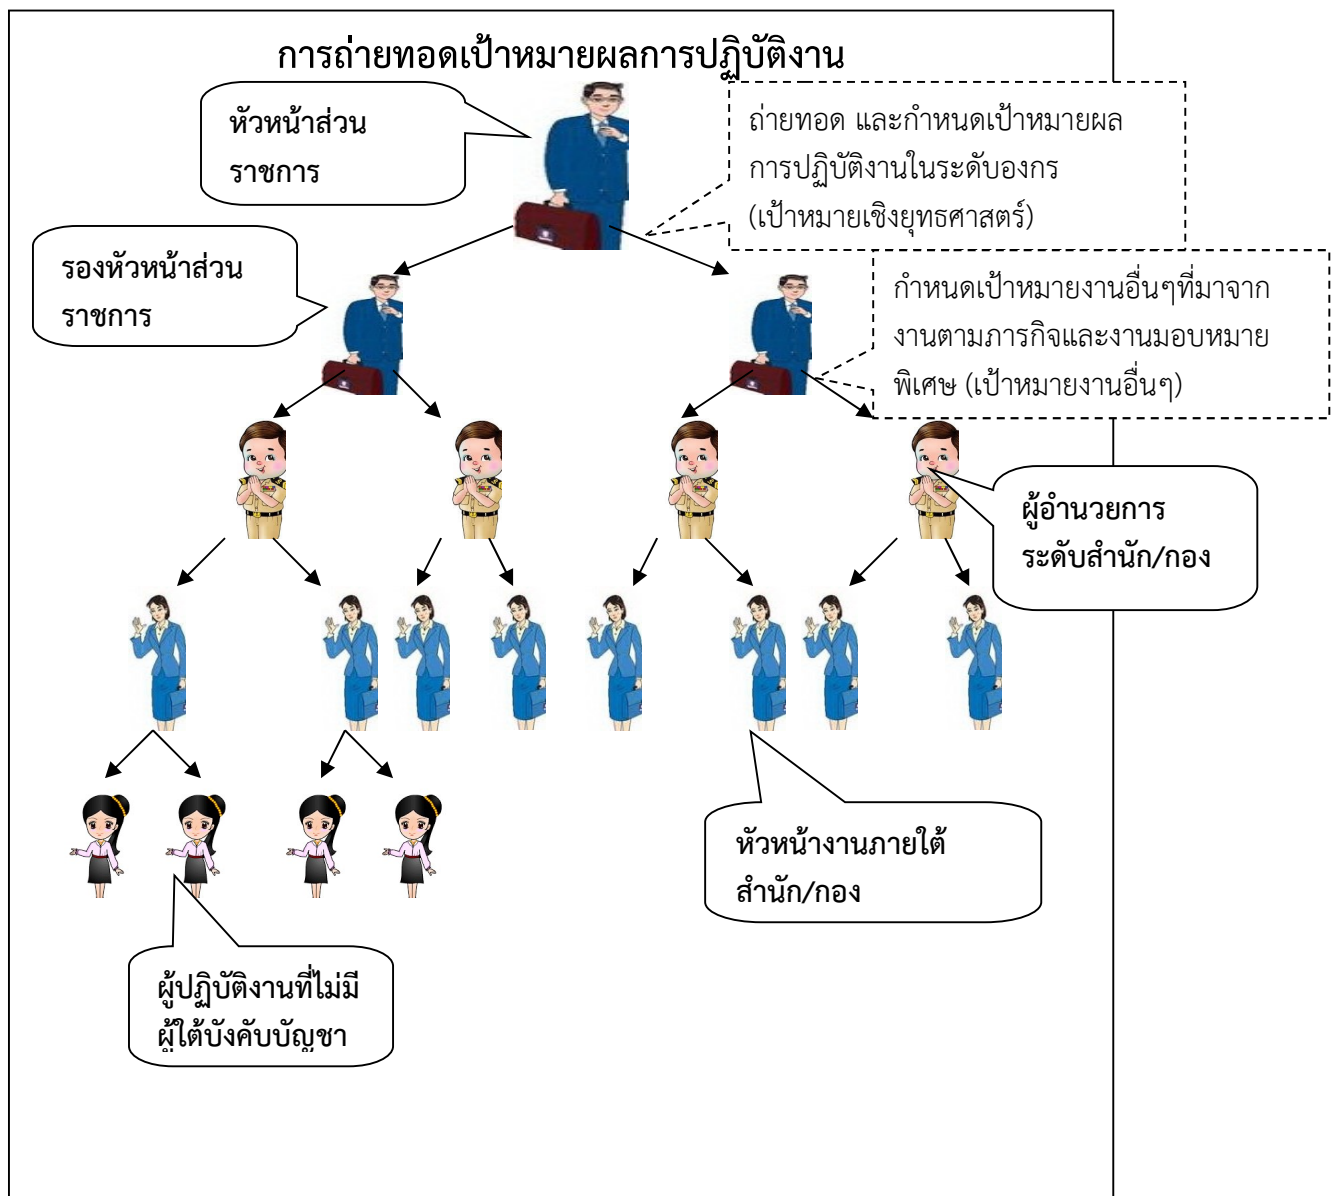 การถ่ายทอดเป้าหมายผลการปฏิบัติงาน
หัวหน้าส่วน
ราชการ
ถ่ายทอด และกำหนดเป้าหมายผล
การปฏิบัติงานในระดับองกร
(เป้าหมายเชิงยุทธศาสตร์)
รองหัวหน้าส่วน
ราชการ
กำหนดเป้าหมายงานอื่นๆที่มาจาก
งานตามภารกิจและงานมอบหมาย
พิเศษ (เป้าหมายงานอื่นๆ)
ผู้อำนวยการ
ระดับสำนัก/กอง
หัวหน้างานภายใต้
สำนัก/กอง
ผู้ปฏิบัติงานที่ไม่มี
ผู้ใต้บังคับบัญชา